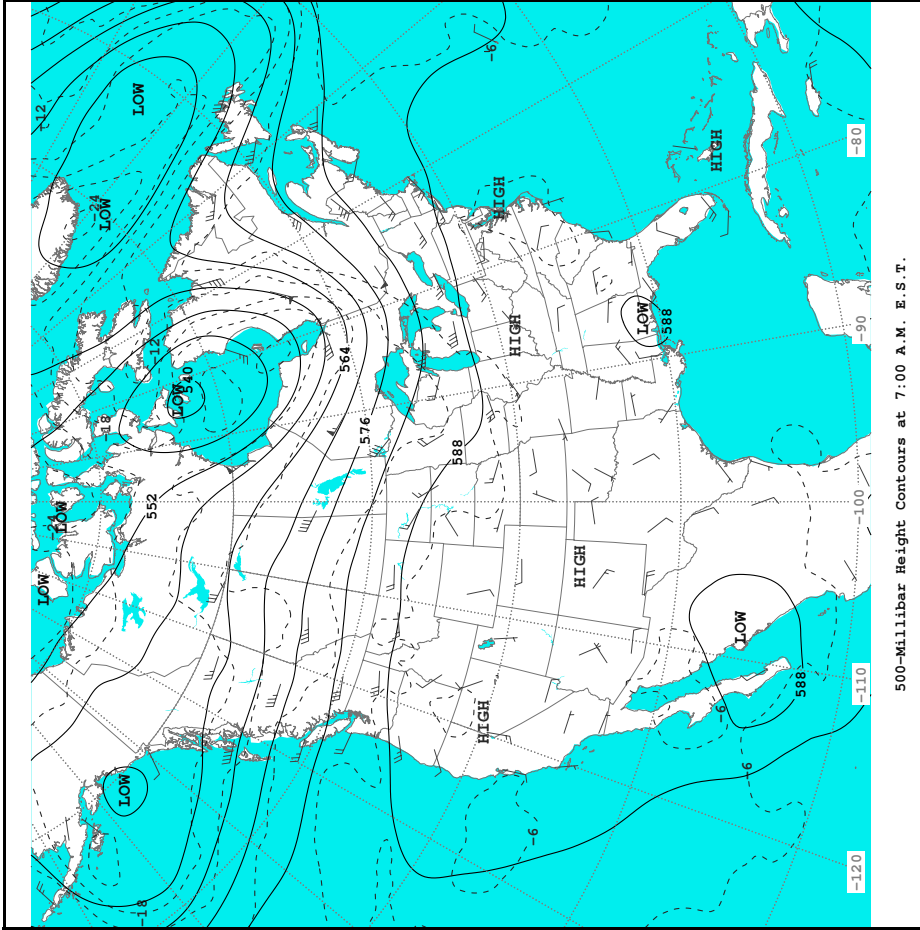 -12
LOW
-24
LOW
-6
HIGH
-80
HIGH
-12
LOW
540
-18
564
HIGH
LOW
588
-90
576
588
552
-24
LOW
-100
LOW
HIGH
LOW
588
-110
HIGH
-6
-6
LOW
-6
-18
-120
500-Millibar Height Contours at 7:00 A.M. E.S.T.